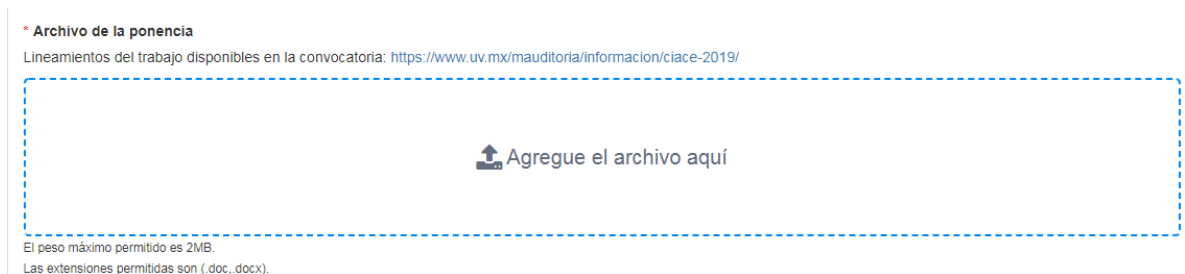 * Archivo de la ponencia
Lineamientos del trabajo disponibles en la convocatoria: https://www.uv.mx/mauditoria/informacion/ciace-2019/
Agregue el archivo aquí
El peso máximo permitido es 2MB.
Las extensiones permitidas son (.doc,.docx).